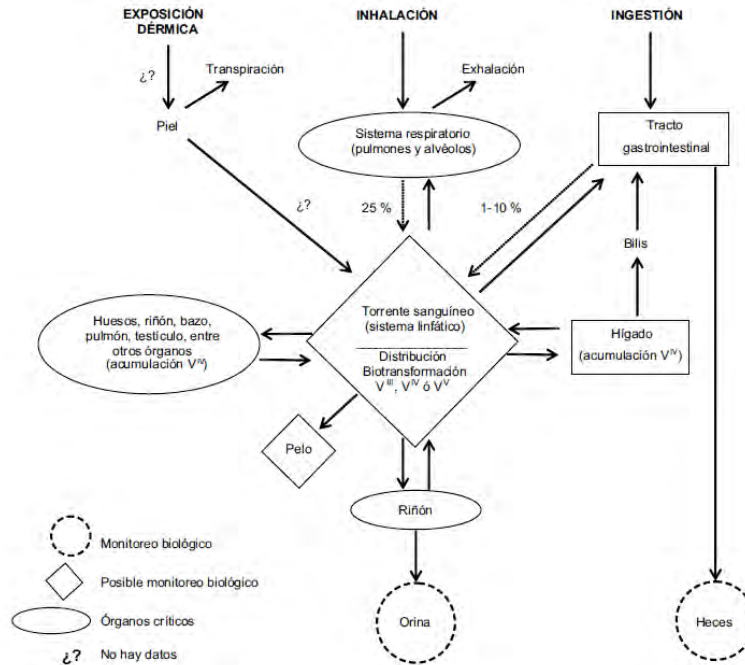 EXPOSICIÓN
DÉRMICA
INHALACIÓN
INGESTIÓN
¿?
Transpiración
Exhalación
Piel
Sistema respiratorio
(pulmones y alvéolos)
Tracto
gastrointestinal
¿?
25 %
1-10 %
Bilis
Huesos, riñón, bazo,
pulmón, testículo, entre
otros órganos
(acumulación V^IV)
Torrente sanguíneo
(sistema linfático)
Distribución
Biotransformación
V^III, V^IV ó V^V
Hígado
(acumulación V^IV)
Pelo
Riñón
Orina
Heces
Monitoreo biológico
Posible monitoreo biológico
Órganos críticos
¿? No hay datos